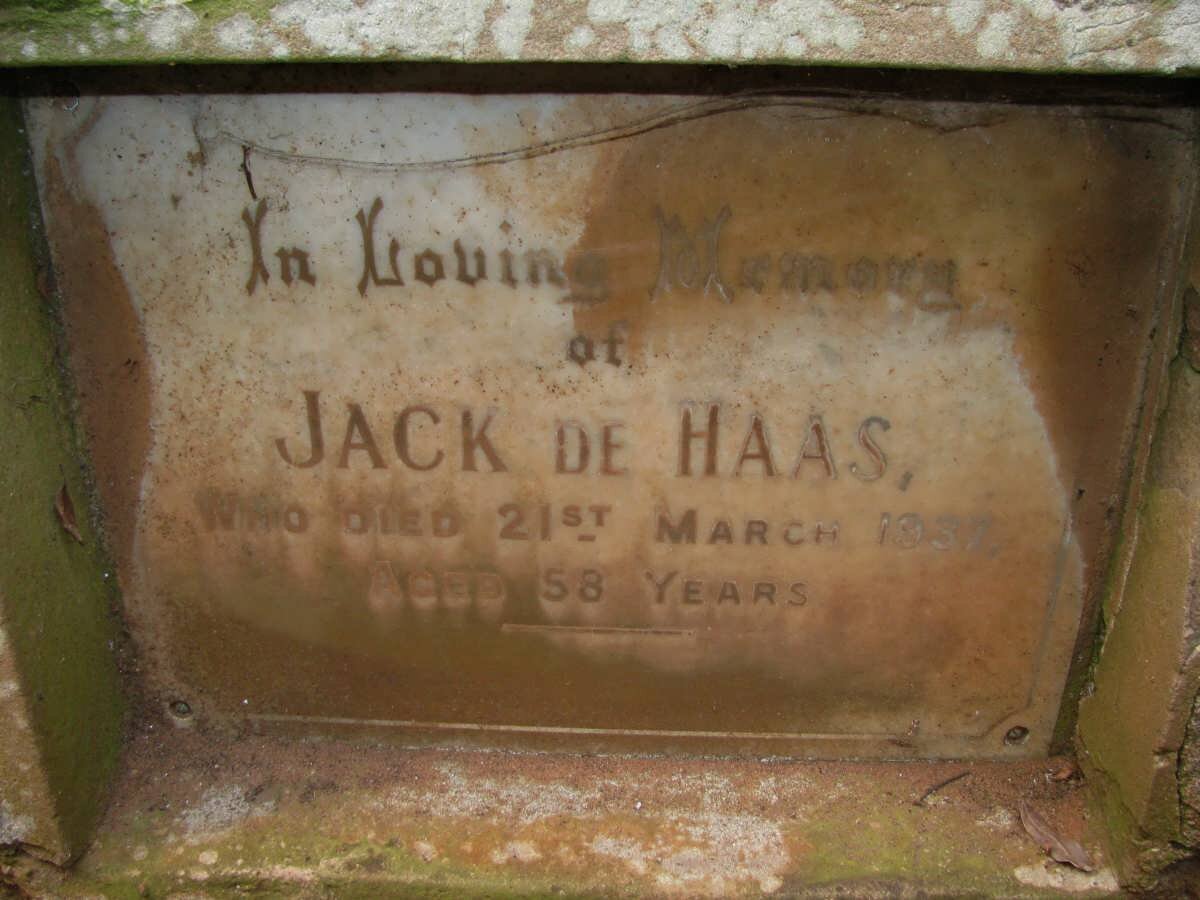 In Loving Memory
of
JACK DE HAAS,
WHO DIED 21ST MARCH 1937,
AGED 58 YEARS